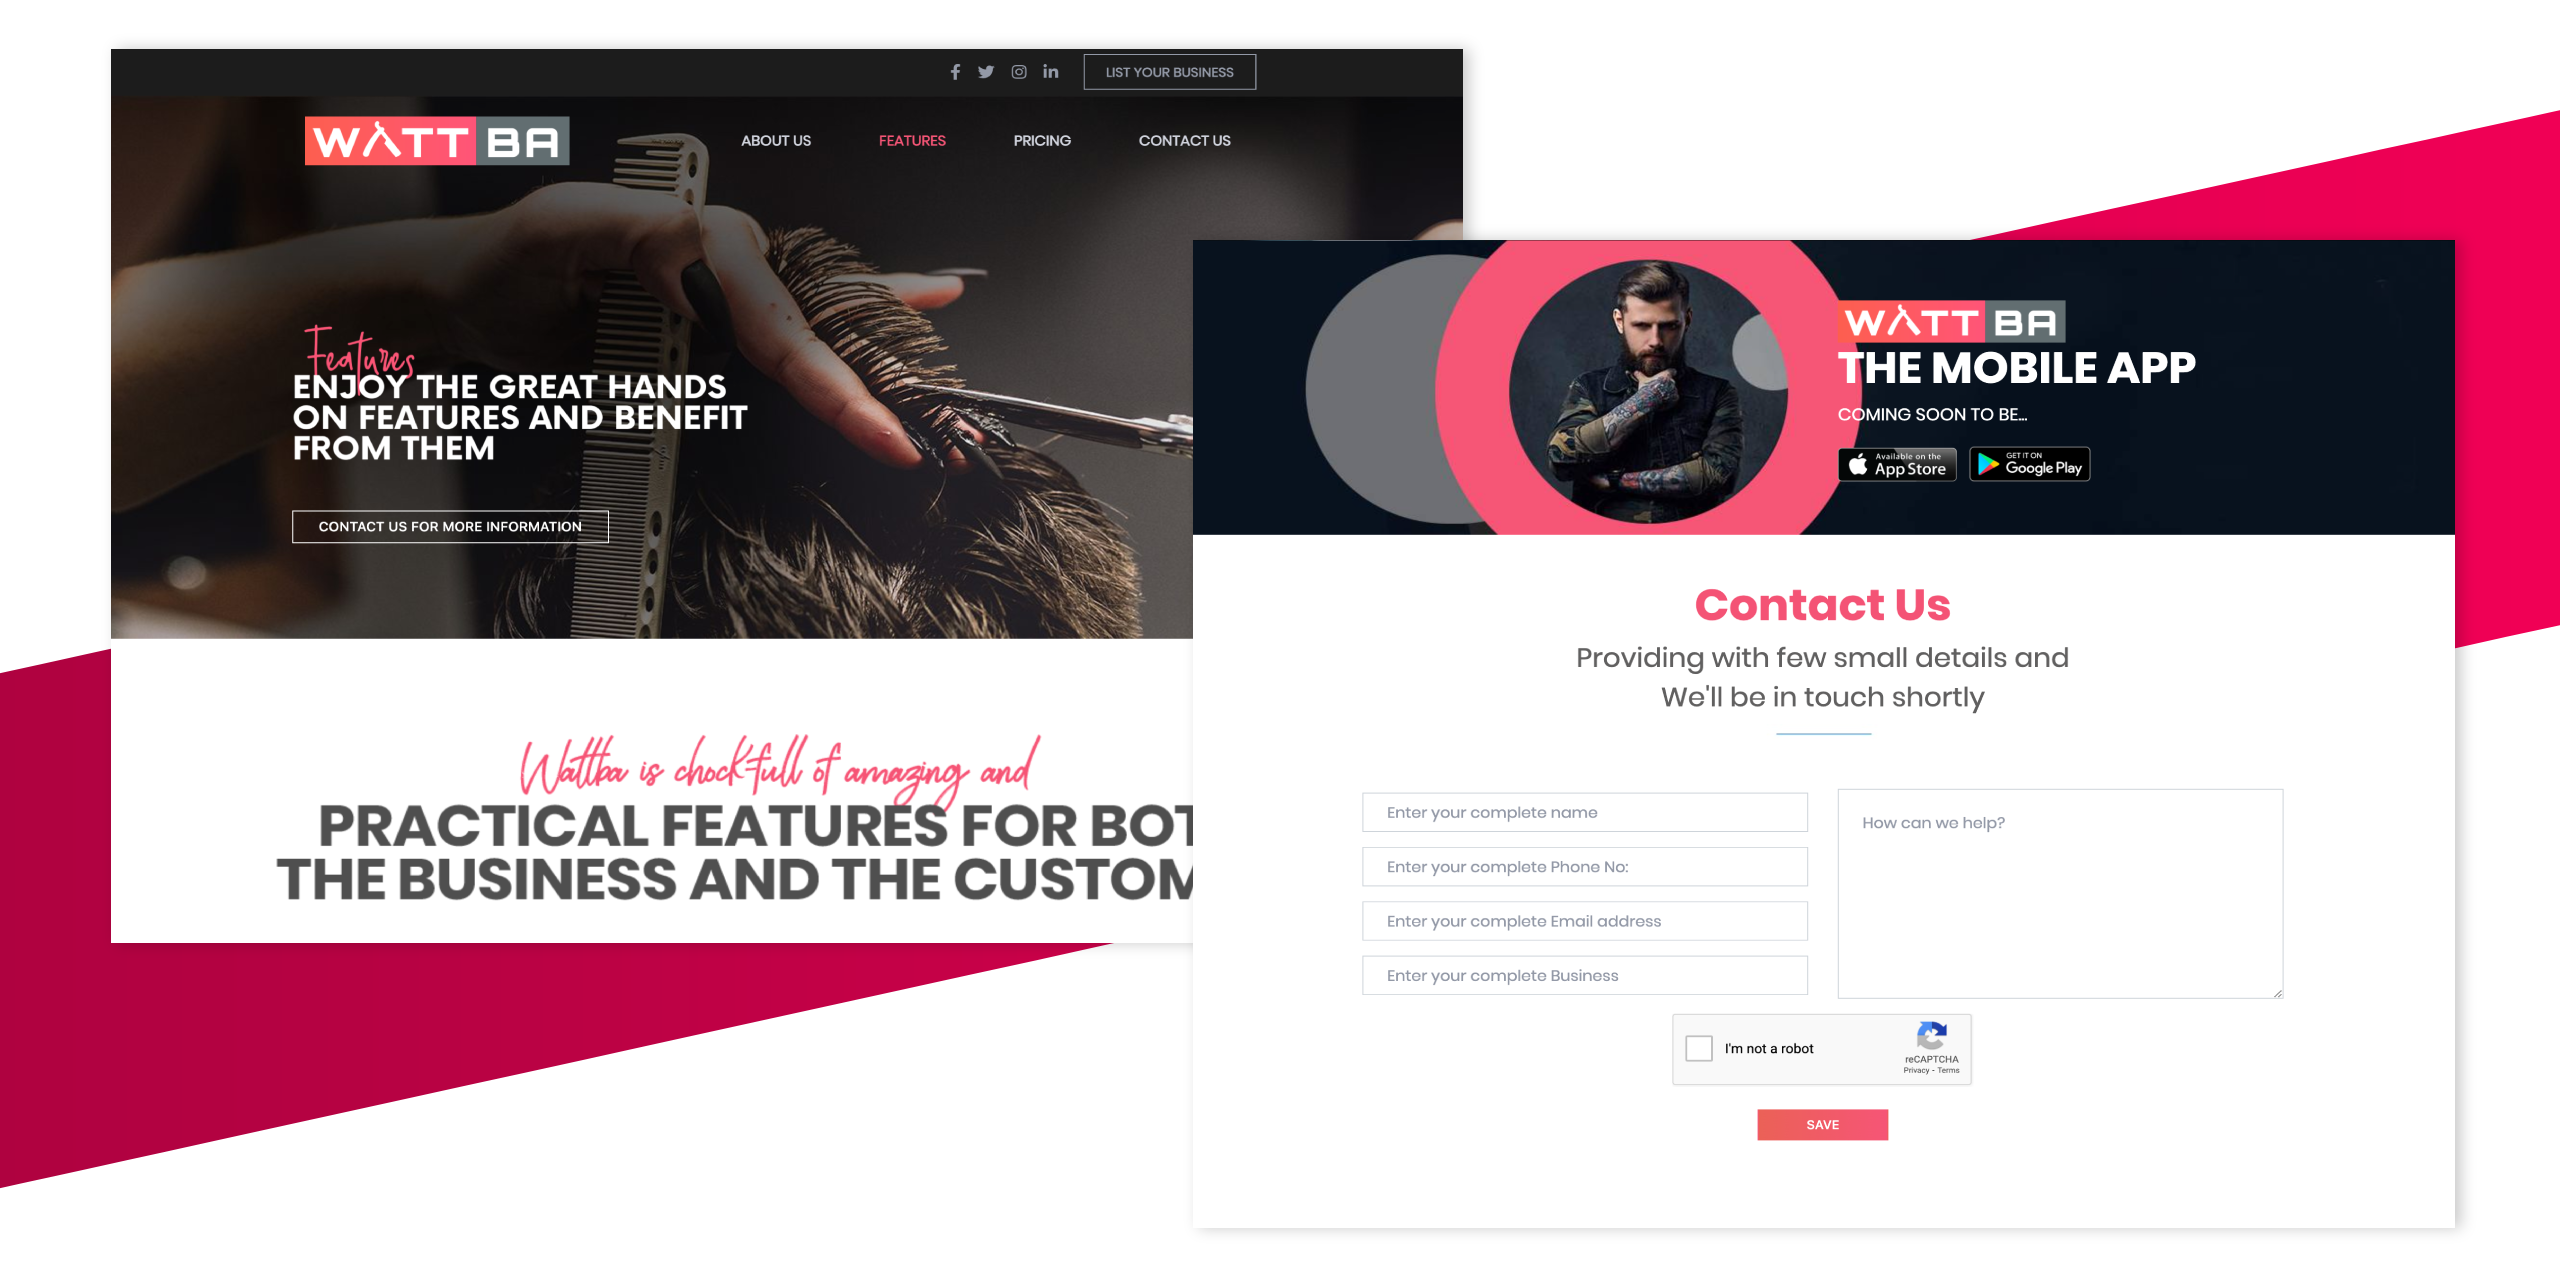 LIST YOUR BUSINESS
WATT BA
ABOUT US
FEATURES
PRICING
CONTACT US
Features
ENJOY THE GREAT HANDS
ON FEATURES AND BENEFIT
FROM THEM
CONTACT US FOR MORE INFORMATION
Wattba is chock-full of amazing and
PRACTICAL FEATURES FOR BOT
THE BUSINESS AND THE CUSTOM
WATT BA
THE MOBILE APP
COMING SOON TO BE...
Available on the
App Store
GET IT ON
Google Play
Contact Us
Providing with few small details and
We'll be in touch shortly
Enter your complete name
Enter your complete Phone No:
Enter your complete Email address
Enter your complete Business
How can we help?
I'm not a robot
reCAPTCHA
Privacy - Terms
SAVE